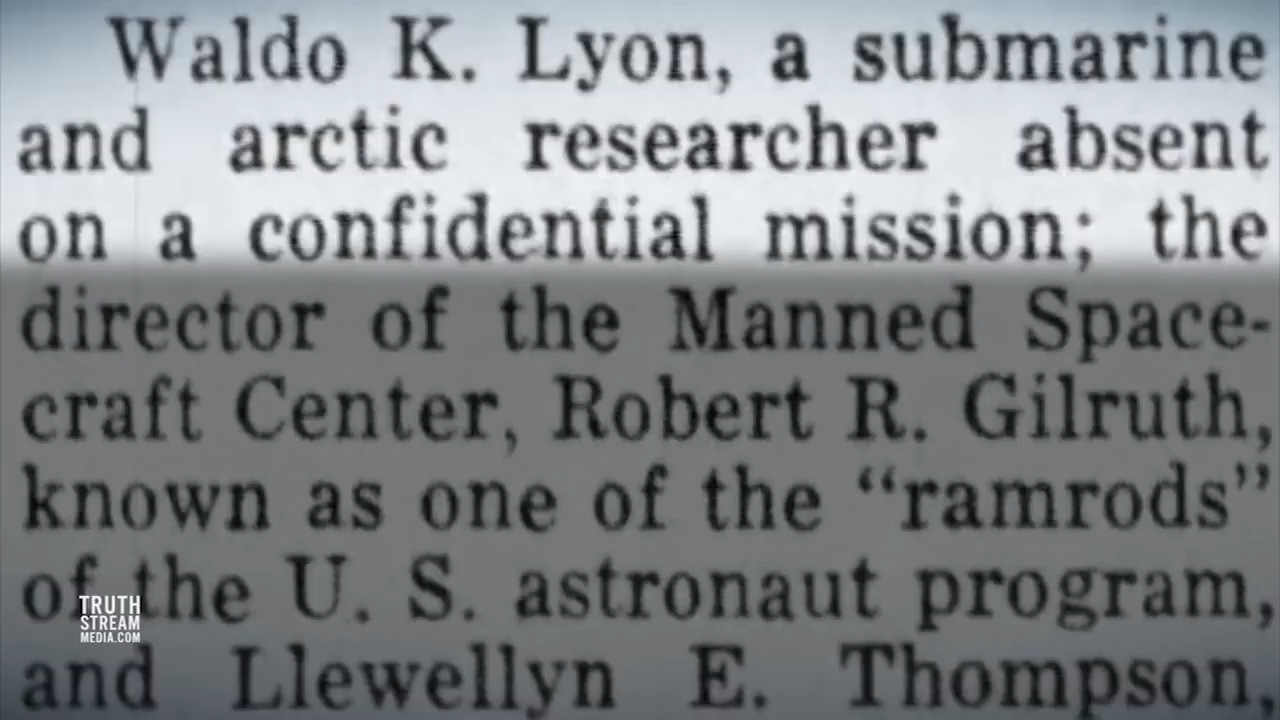 Waldo K. Lyon, a submarine
and arctic researcher absent
on a confidential mission; the
director of the Manned Space-
craft Center, Robert R. Gilruth,
known as one of the “ramrods”
of the U. S. astronaut program,
and Llewellyn E. Thompson,
TRUTH
STREAM
MEDIA.COM